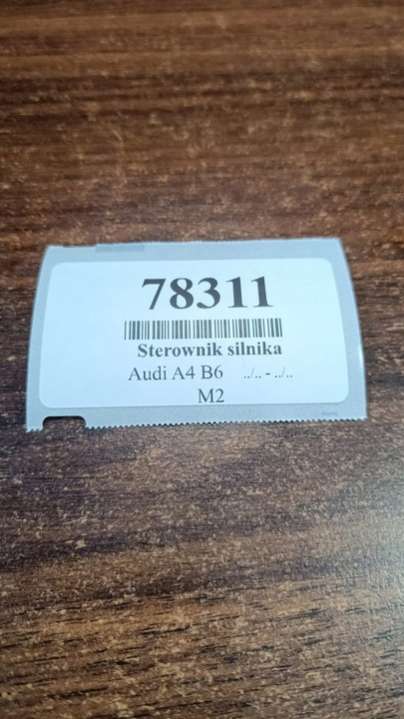 78311
Sterownik silnika
Audi A4 B6 ../.. - ../..
M2